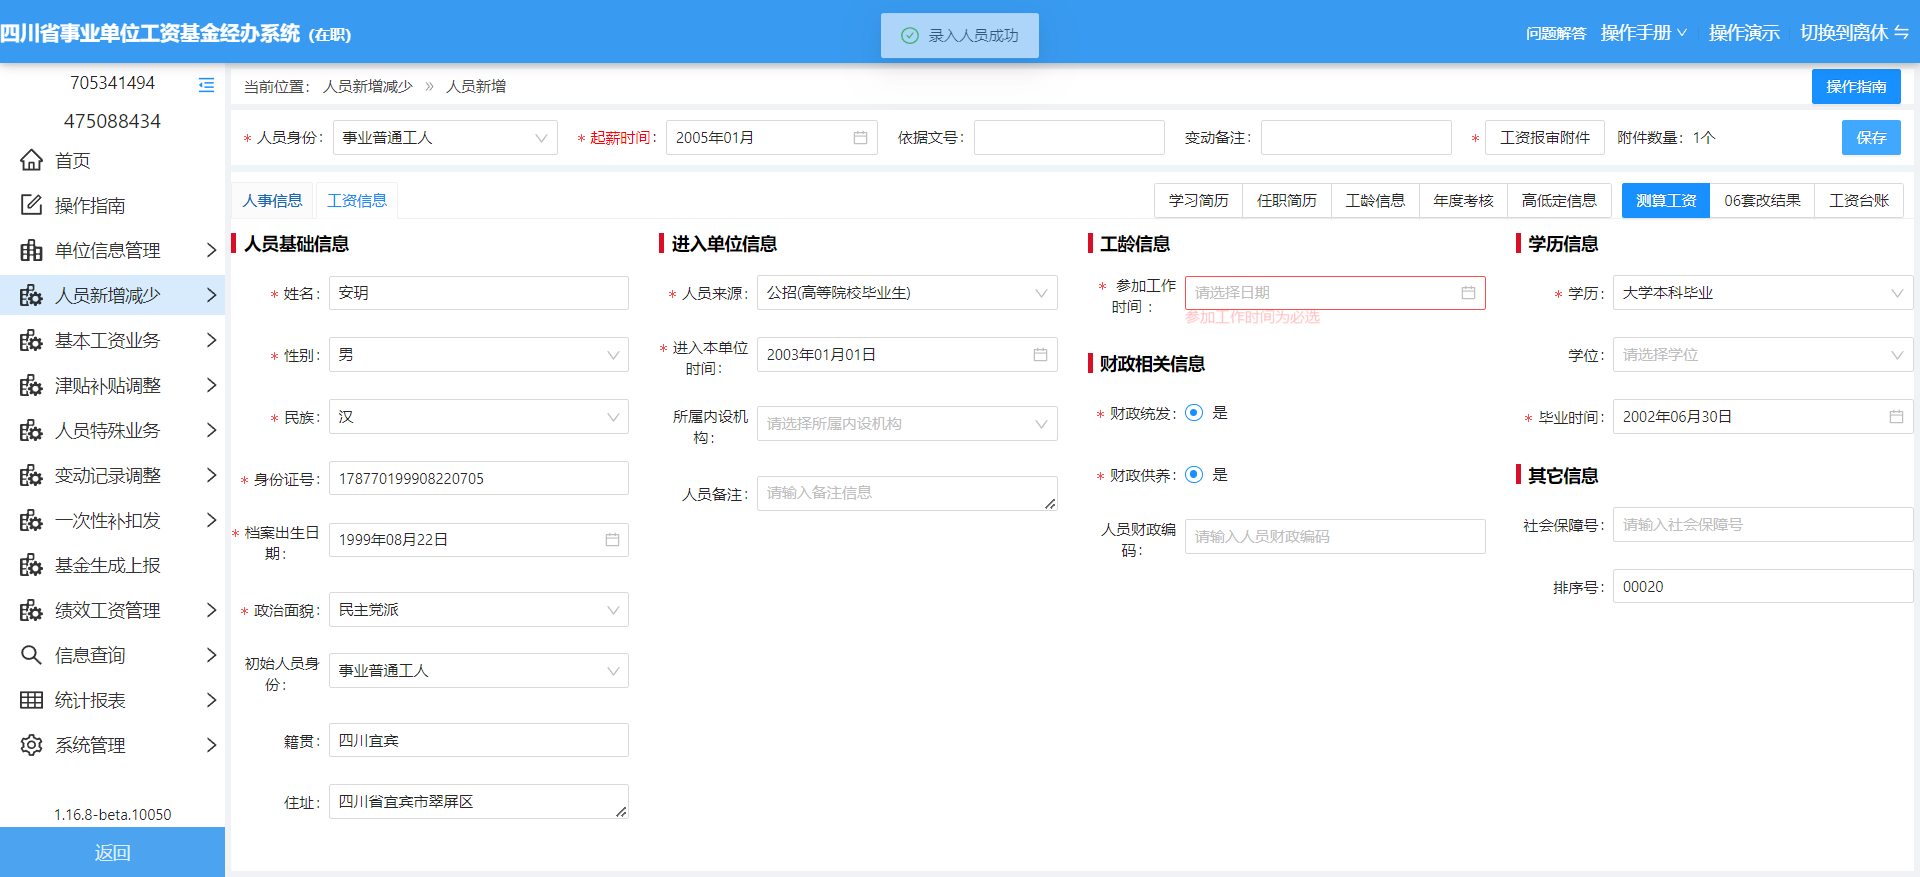 四川省事业单位工资基金经办系统 (在职)
录入人员成功
问题解答 操作手册 操作演示 切换到离休
705341494
475088434
首页
操作指南
单位信息管理
人员新增减少
基本工资业务
津贴补贴调整
人员特殊业务
变动记录调整
一次性补扣发
基金生成上报
绩效工资管理
信息查询
统计报表
系统管理
1.16.8-beta.10050
返回
当前位置： 人员新增减少 » 人员新增
操作指南
* 人员身份： 事业普通工人
* 起薪时间： 2005年01月
依据文号：
变动备注：
* 工资报审附件 附件数量：1个
保存
人事信息 工资信息
学习简历 任职简历 工龄信息 年度考核 高低定信息 测算工资 06套改结果 工资台账
人员基础信息
* 姓名： 安玥
* 性别： 男
* 民族： 汉
* 身份证号： 178770199908220705
* 档案出生日期： 1999年08月22日
* 政治面貌： 民主党派
初始人员身份： 事业普通工人
籍贯： 四川宜宾
住址： 四川省宜宾市翠屏区
进入单位信息
* 人员来源： 公招(高等院校毕业生)
* 进入本单位时间： 2003年01月01日
所属内设机构： 请选择所属内设机构
人员备注： 请输入备注信息
工龄信息
* 参加工作时间： 请选择日期
参加工作时间为必选
财政相关信息
* 财政统发： 是
* 财政供养： 是
人员财政编码： 请输入人员财政编码
学历信息
* 学历： 大学本科毕业
学位： 请选择学位
* 毕业时间： 2002年06月30日
其它信息
社会保障号： 请输入社会保障号
排序号： 00020